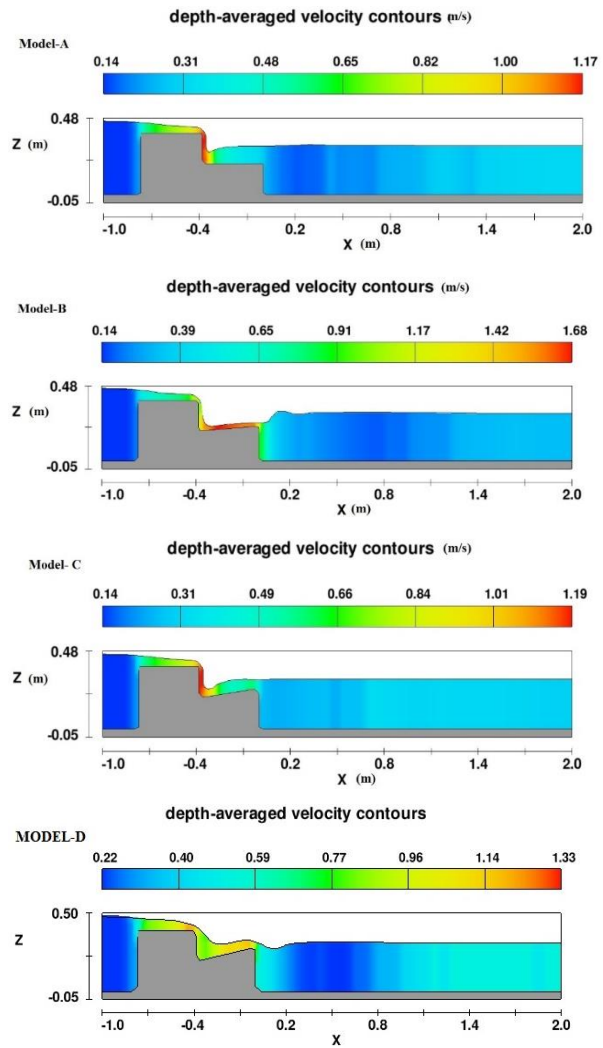 depth-averaged velocity contours (m/s)
Model-A
0.14 0.31 0.48 0.65 0.82 1.00 1.17
0.48
Z (m)
-0.05
-1.0 -0.4 0.2 0.8 1.4 2.0
X (m)
depth-averaged velocity contours (m/s)
Model-B
0.14 0.39 0.65 0.91 1.17 1.42 1.68
0.48
Z (m)
-0.05
-1.0 -0.4 0.2 0.8 1.4 2.0
X (m)
depth-averaged velocity contours (m/s)
Model- C
0.14 0.31 0.49 0.66 0.84 1.01 1.19
0.48
Z (m)
-0.05
-1.0 -0.4 0.2 0.8 1.4 2.0
X (m)
depth-averaged velocity contours
MODEL-D
0.22 0.40 0.59 0.77 0.96 1.14 1.33
0.50
Z
-0.05
-1.0 -0.4 0.2 0.8 1.4 2.0
X